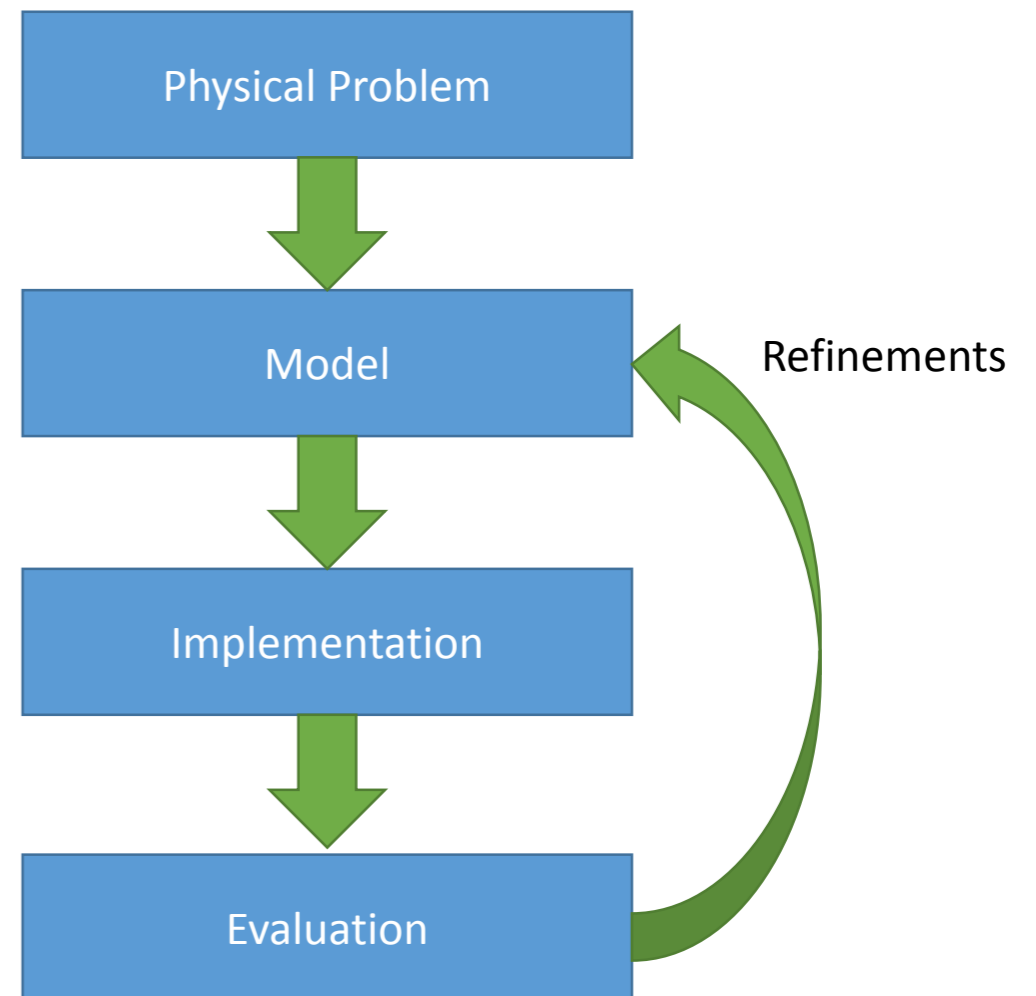 Physical Problem
Model
Refinements
Implementation
Evaluation